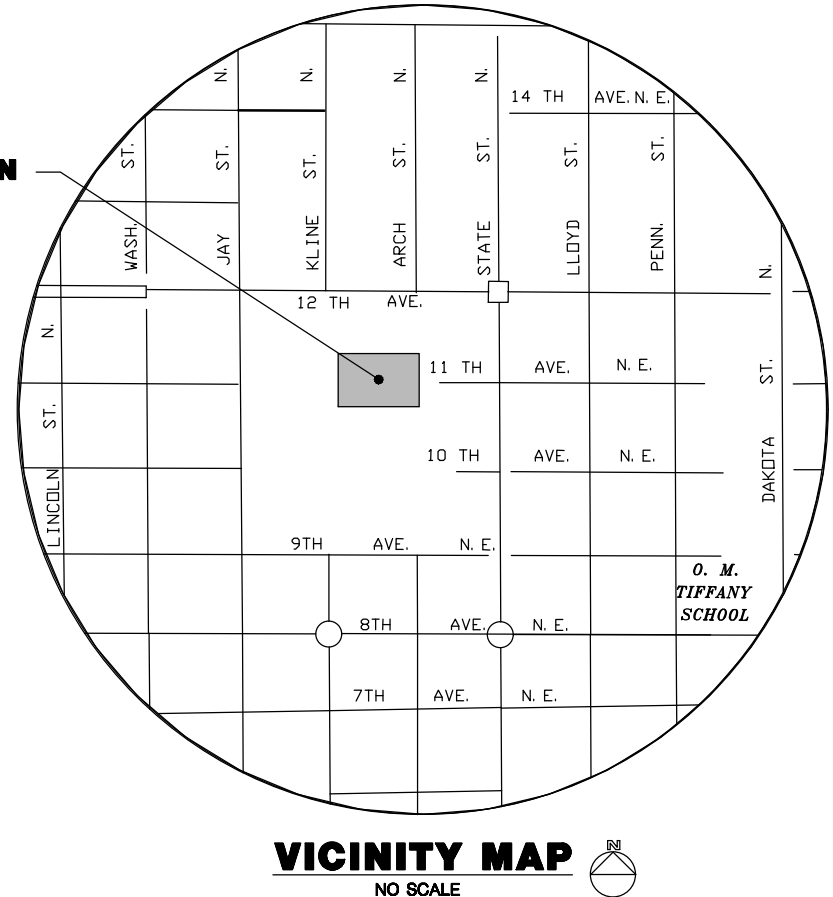 14 TH AVE. N. E.
WASH. ST.
JAY ST. N.
KLINE ST. N.
ARCH ST. N.
STATE ST. N.
LLOYD ST.
PENN. ST.
N
12 TH AVE.
11 TH AVE. N. E.
10 TH AVE. N. E.
LINCOLN ST. N.
DAKOTA ST. N.
9TH AVE. N. E.
O. M.
TIFFANY
SCHOOL
8TH AVE. N. E.
7TH AVE. N. E.
VICINITY MAP
N
NO SCALE